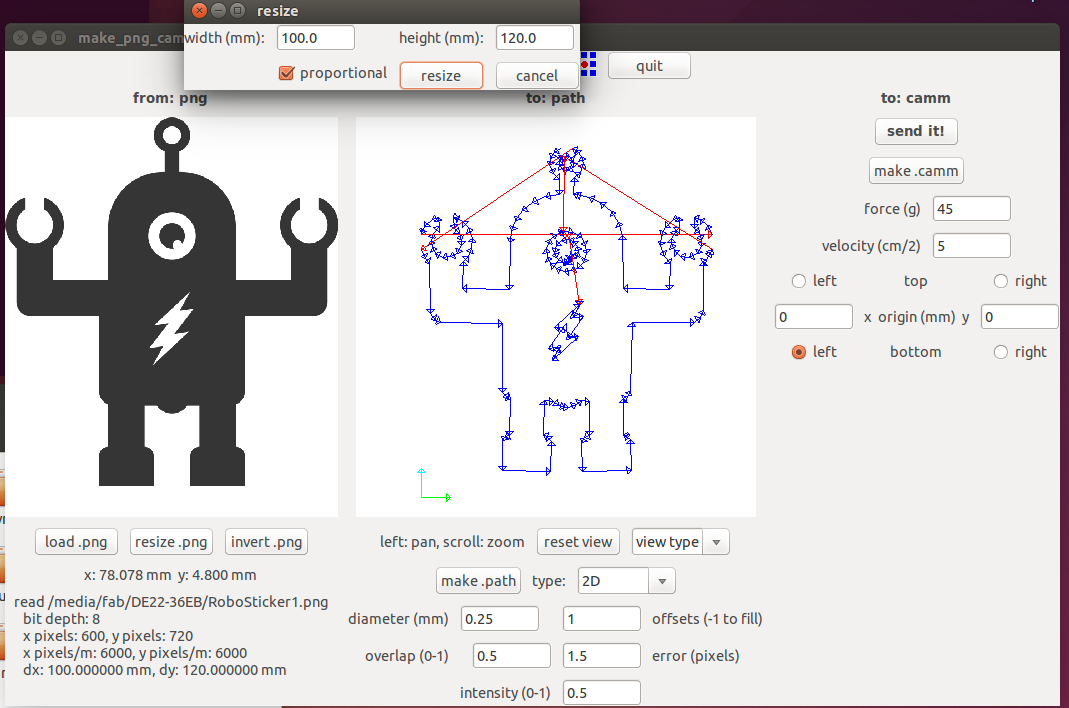 resize
make_png_cam
width (mm): 100.0 height (mm): 120.0
proportional resize cancel
quit
from: png to: path to: camm
send it!
make .camm
force (g) 45
velocity (cm/2) 5
left top right
0 x origin (mm) y 0
left bottom right
load .png resize .png invert .png
left: pan, scroll: zoom reset view view type
x: 78.078 mm y: 4.800 mm
make .path type: 2D
read /media/fab/DE22-36EB/RoboSticker1.png
bit depth: 8
x pixels: 600, y pixels: 720
x pixels/m: 6000, y pixels/m: 6000
dx: 100.000000 mm, dy: 120.000000 mm
diameter (mm) 0.25 1 offsets (-1 to fill)
overlap (0-1) 0.5 1.5 error (pixels)
intensity (0-1) 0.5